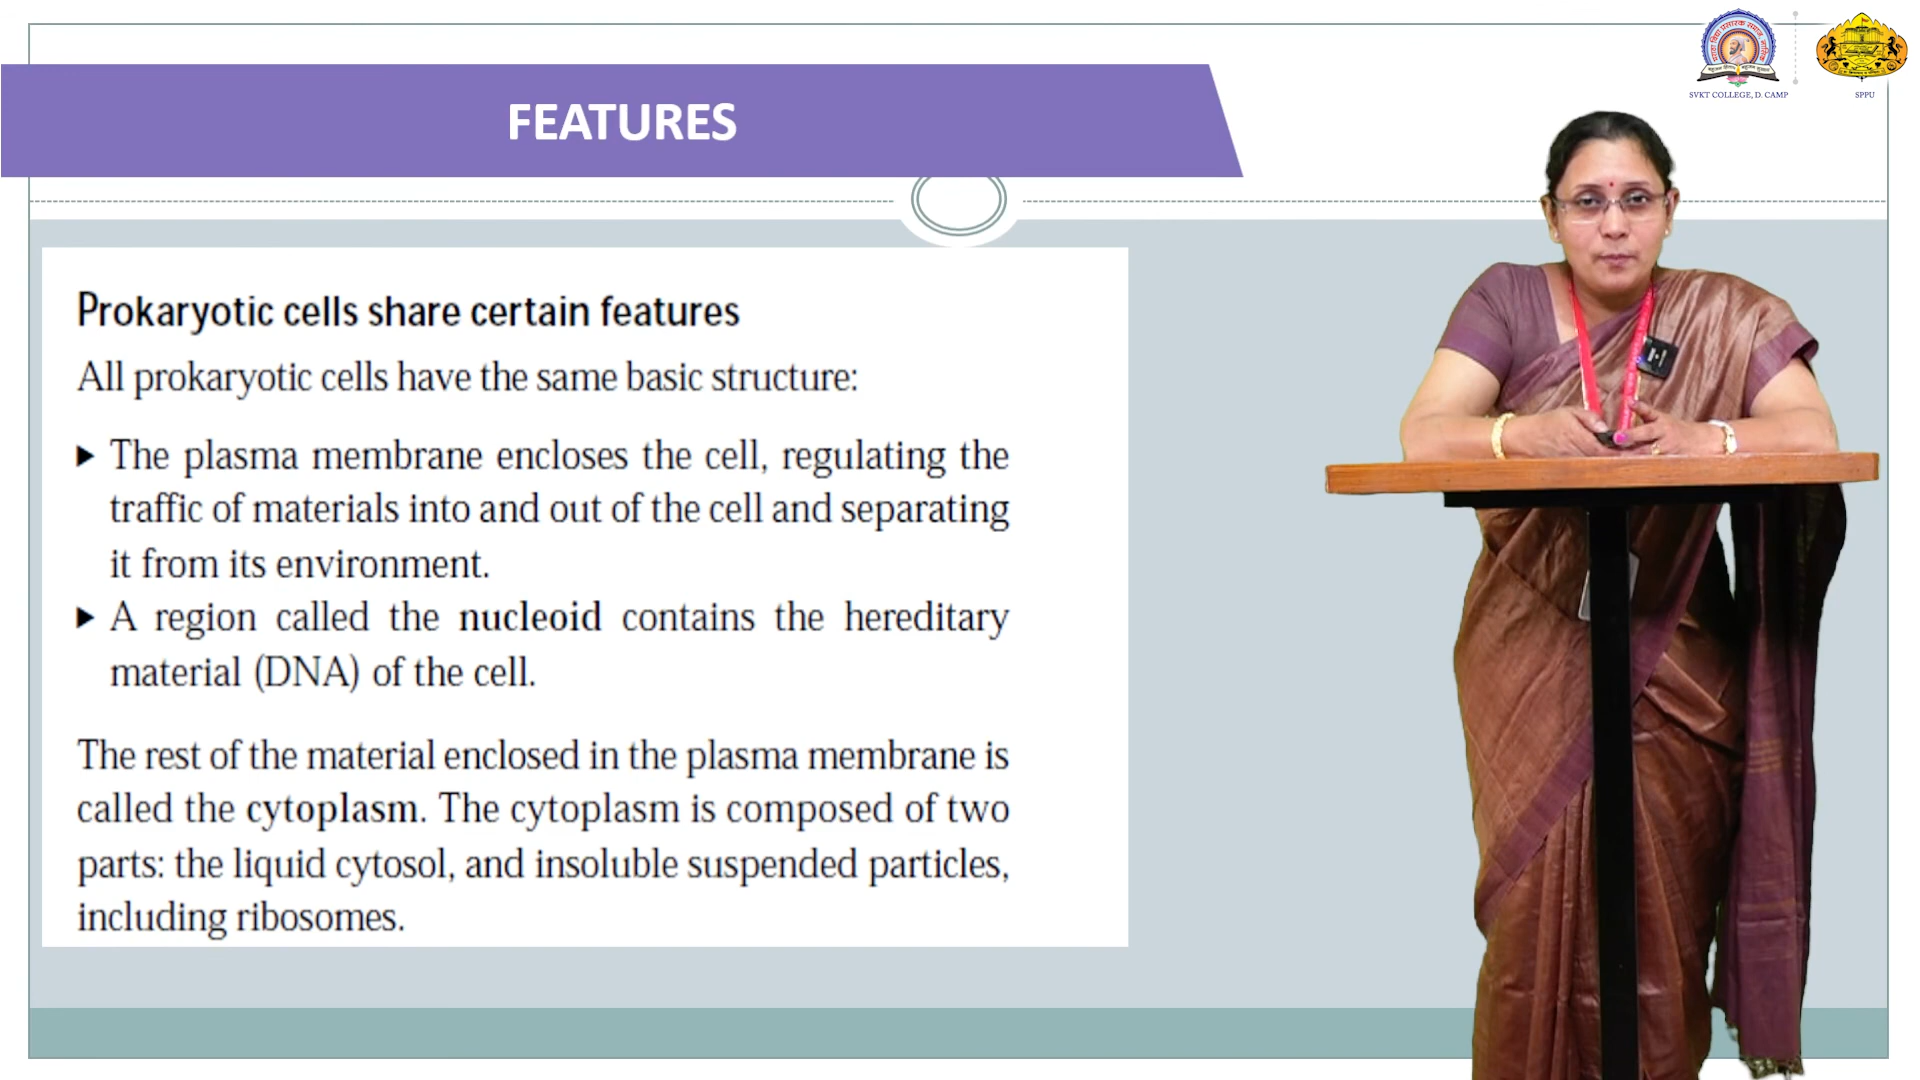 SVKT COLLEGE, D. CAMP
SPPU
FEATURES
Prokaryotic cells share certain features
All prokaryotic cells have the same basic structure:
▶ The plasma membrane encloses the cell, regulating the
traffic of materials into and out of the cell and separating
it from its environment.
▶ A region called the nucleoid contains the hereditary
material (DNA) of the cell.
The rest of the material enclosed in the plasma membrane is
called the cytoplasm. The cytoplasm is composed of two
parts: the liquid cytosol, and insoluble suspended particles,
including ribosomes.